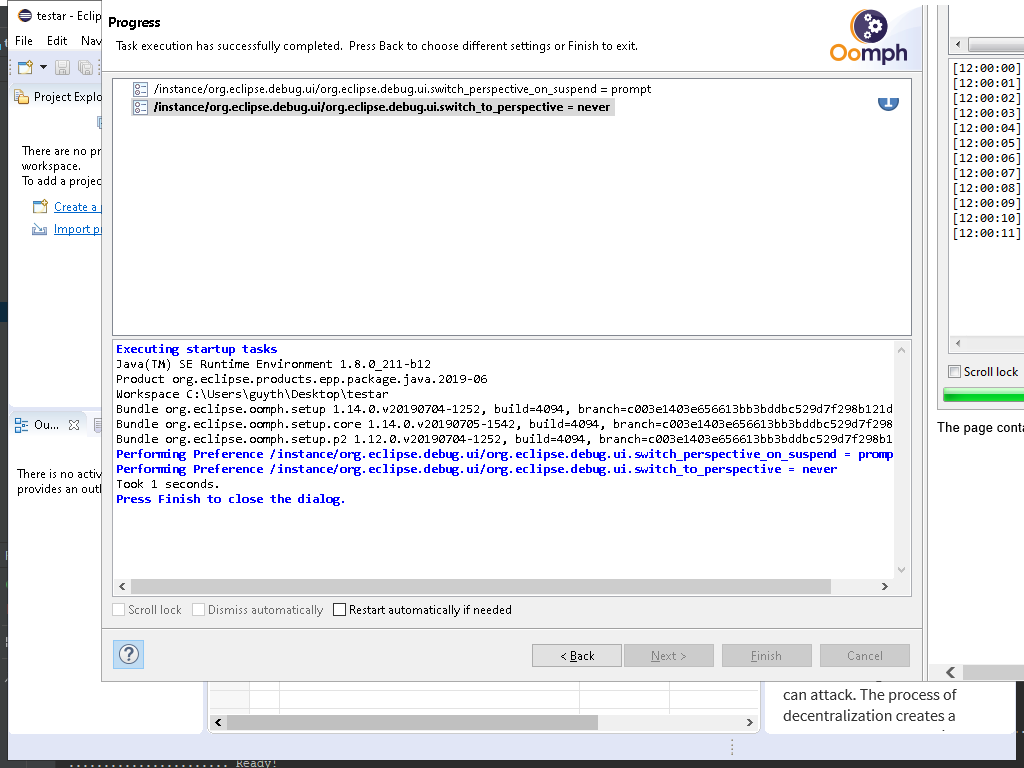 testar - Eclip
File Edit Nav
Project Explo
There are no pr
workspace.
To add a projec
Create a p
Import pr
Ou...
There is no activ
provides an outl
Progress
Task execution has successfully completed. Press Back to choose different settings or Finish to exit.
Oomph
/instance/org.eclipse.debug.ui/org.eclipse.debug.ui.switch_perspective_on_suspend = prompt
/instance/org.eclipse.debug.ui/org.eclipse.debug.ui.switch_to_perspective = never
Executing startup tasks
Java(TM) SE Runtime Environment 1.8.0_211-b12
Product org.eclipse.products.epp.package.java.2019-06
Workspace C:\Users\guyth\Desktop\testar
Bundle org.eclipse.oomph.setup 1.14.0.v20190704-1252, build=4094, branch=c003e1403e656613bb3bddbc529d7f298b121d
Bundle org.eclipse.oomph.setup.core 1.14.0.v20190705-1542, build=4094, branch=c003e1403e656613bb3bddbc529d7f298
Bundle org.eclipse.oomph.setup.p2 1.12.0.v20190704-1252, build=4094, branch=c003e1403e656613bb3bddbc529d7f298b1
Performing Preference /instance/org.eclipse.debug.ui/org.eclipse.debug.ui.switch_perspective_on_suspend = promp
Performing Preference /instance/org.eclipse.debug.ui/org.eclipse.debug.ui.switch_to_perspective = never
Took 1 seconds.
Press Finish to close the dialog.
Scroll lock Dismiss automatically Restart automatically if needed
? < Back Next > Finish Cancel
[12:00:00]
[12:00:01]
[12:00:02]
[12:00:03]
[12:00:04]
[12:00:05]
[12:00:06]
[12:00:07]
[12:00:08]
[12:00:09]
[12:00:10]
[12:00:11]
Scroll lock
The page conta
can attack. The process of
decentralization creates a
Ready!